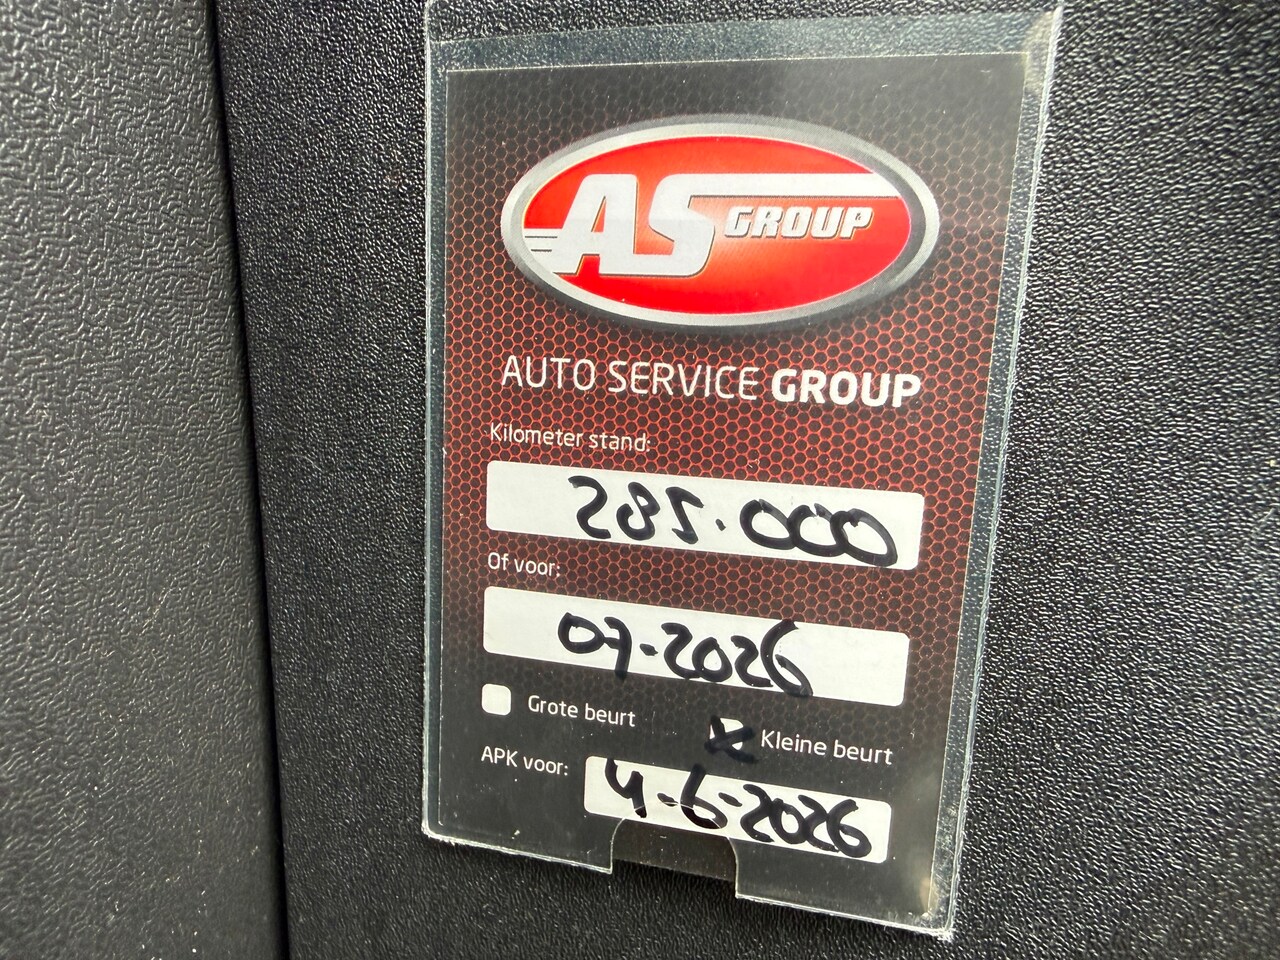 AS GROUP
AUTO SERVICE GROUP
Kilometer stand:
285.000
Of voor:
07-2026
Grote beurt
Kleine beurt
APK voor:
4-6-2026